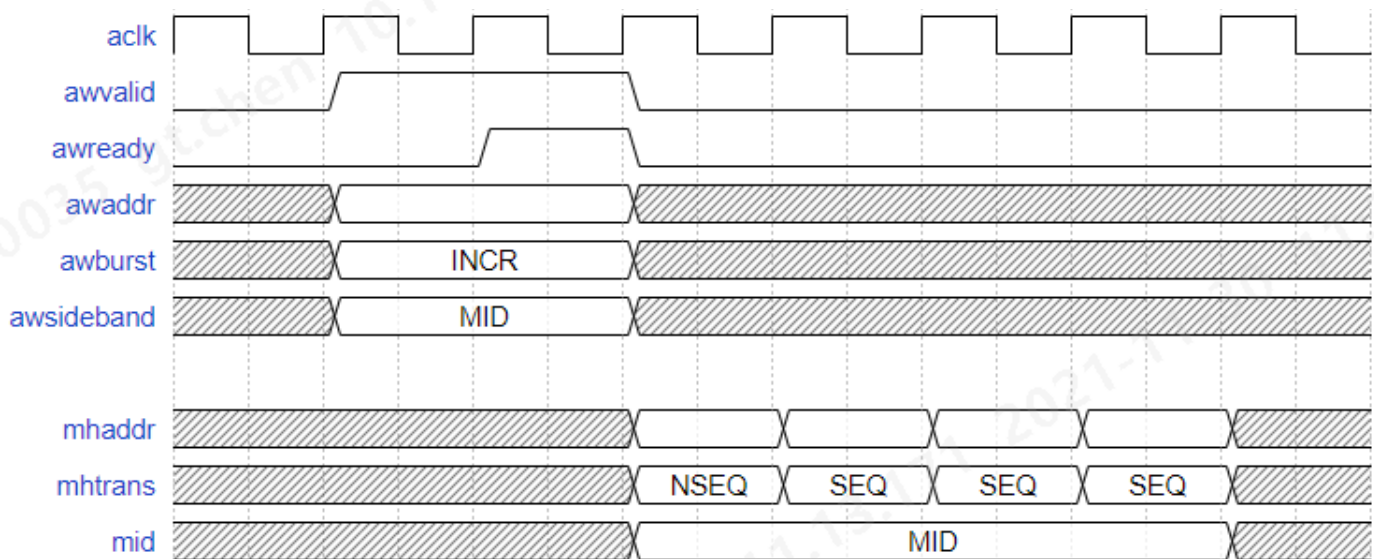 aclk
awvalid
awready
awaddr
awburst INCR
awsideband MID
mhaddr
mhtrans NSEQ SEQ SEQ SEQ
mid MID